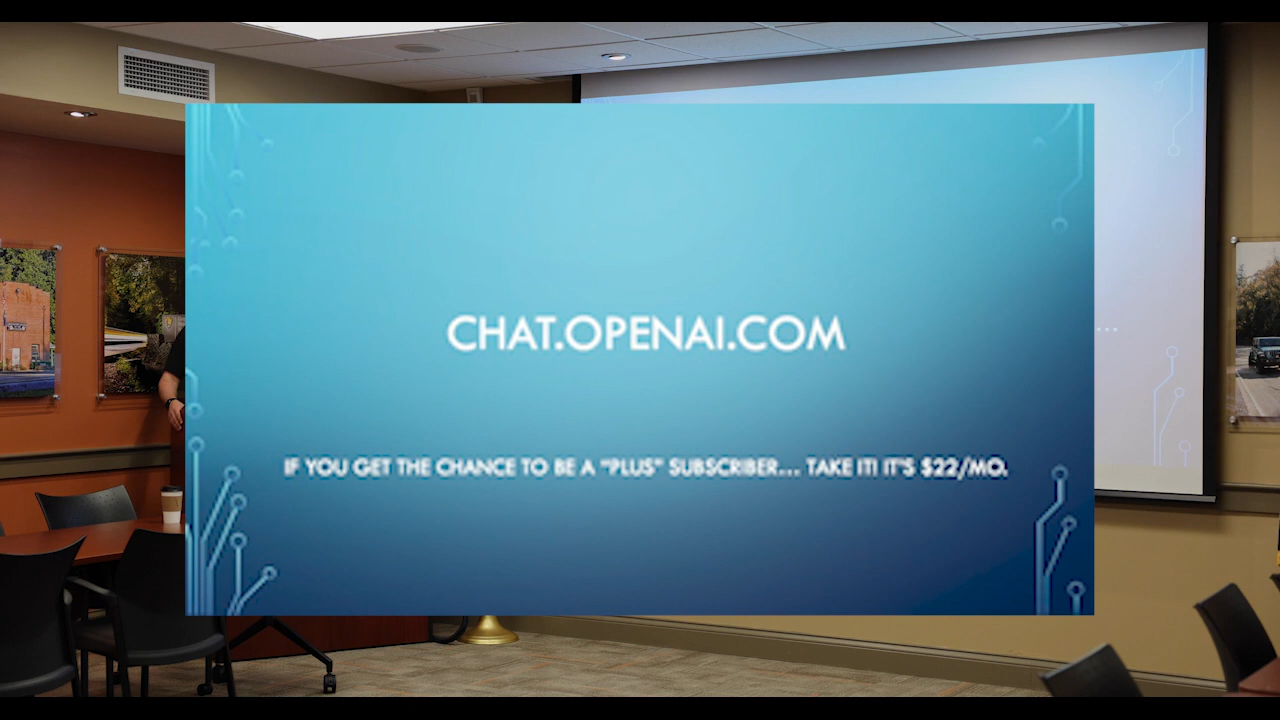 CHAT.OPENAI.COM
IF YOU GET THE CHANCE TO BE A “PLUS” SUBSCRIBER... TAKE IT! IT’S $22/MO.